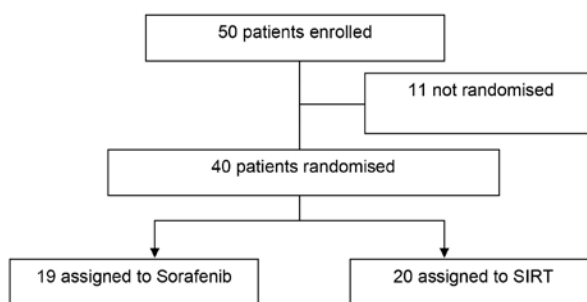 50 patients enrolled
11 not randomised
40 patients randomised
19 assigned to Sorafenib
20 assigned to SIRT